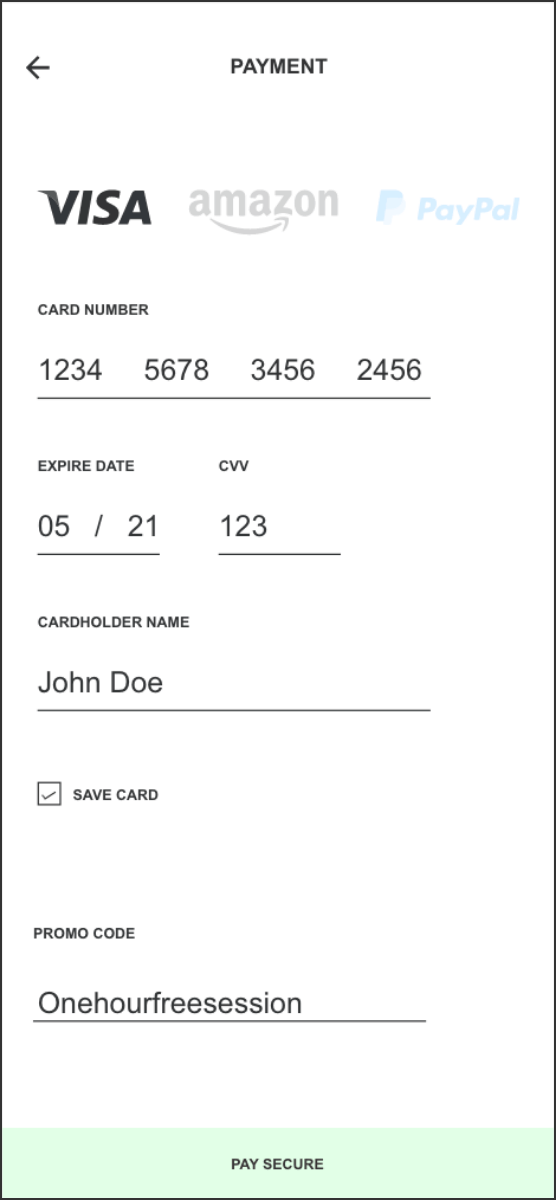 PAYMENT
VISA amazon PayPal
CARD NUMBER
1234 5678 3456 2456
EXPIRE DATE CVV
05 / 21 123
CARDHOLDER NAME
John Doe
SAVE CARD
PROMO CODE
Onehourfreesession
PAY SECURE